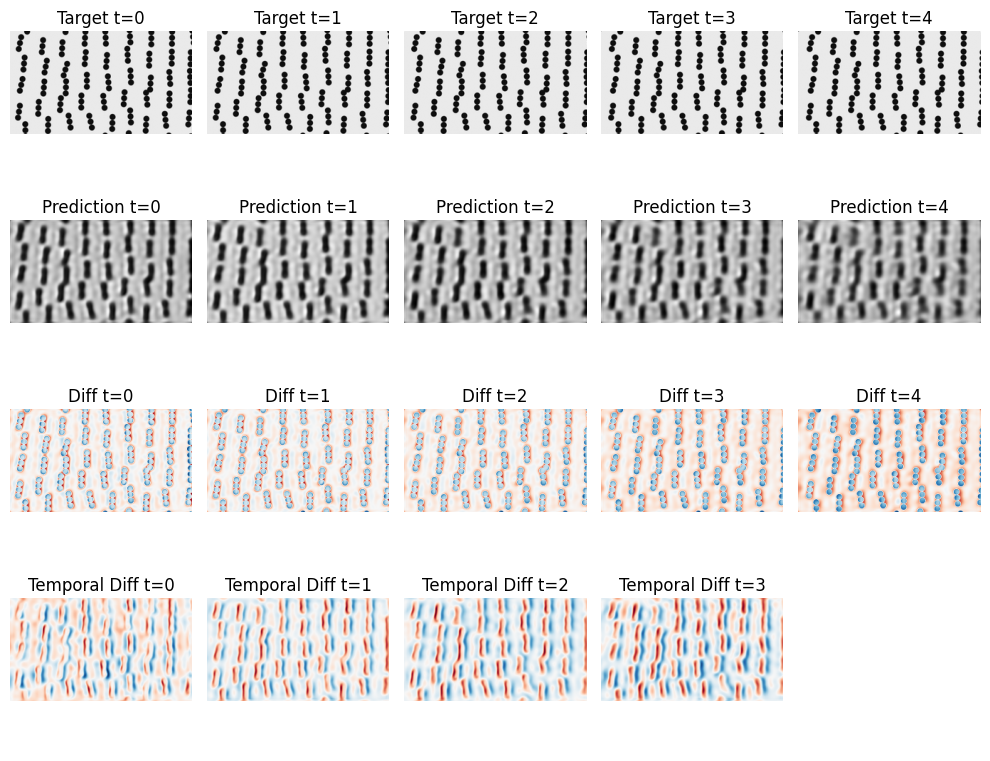 Target t=0 Target t=1 Target t=2 Target t=3 Target t=4
Prediction t=0 Prediction t=1 Prediction t=2 Prediction t=3 Prediction t=4
Diff t=0 Diff t=1 Diff t=2 Diff t=3 Diff t=4
Temporal Diff t=0 Temporal Diff t=1 Temporal Diff t=2 Temporal Diff t=3